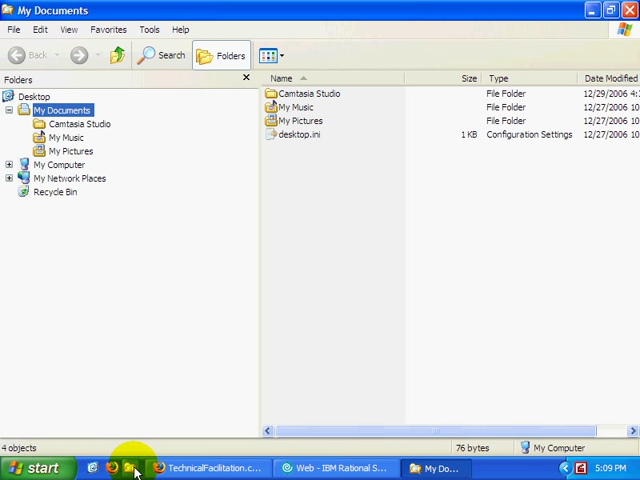 My Documents
File Edit View Favorites Tools Help
Back Search Folders
Folders
Name Size Type Date Modified
Desktop
My Documents
Camtasia Studio
My Music
My Pictures
My Computer
My Network Places
Recycle Bin
Camtasia Studio File Folder 12/29/2006 4:
My Music File Folder 12/27/2006 10
My Pictures File Folder 12/27/2006 10
desktop.ini 1 KB Configuration Settings 12/27/2006 10
4 objects 76 bytes My Computer
start TechnicalFacilitation.c... Web - IBM Rational S... My Do... 5:09 PM